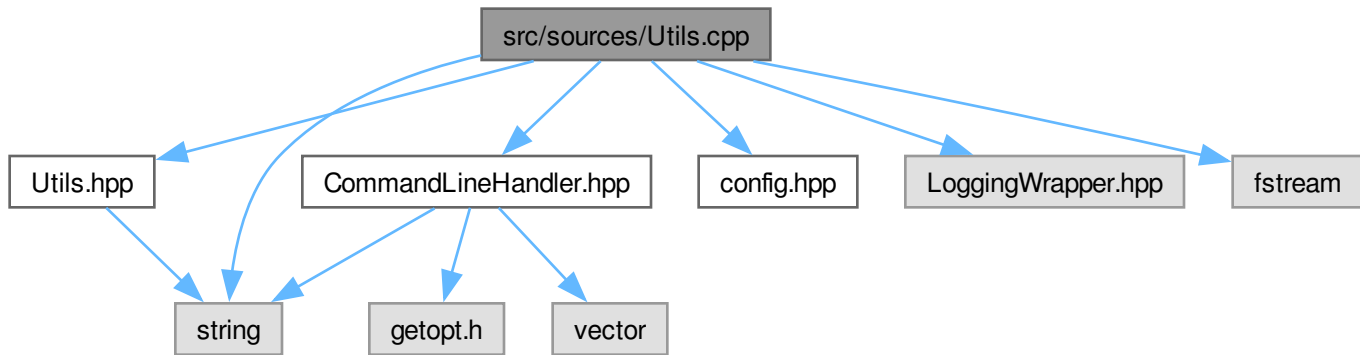 src/sources/Utils.cpp
Utils.hpp
CommandLineHandler.hpp
config.hpp
LoggingWrapper.hpp
fstream
string
getopt.h
vector